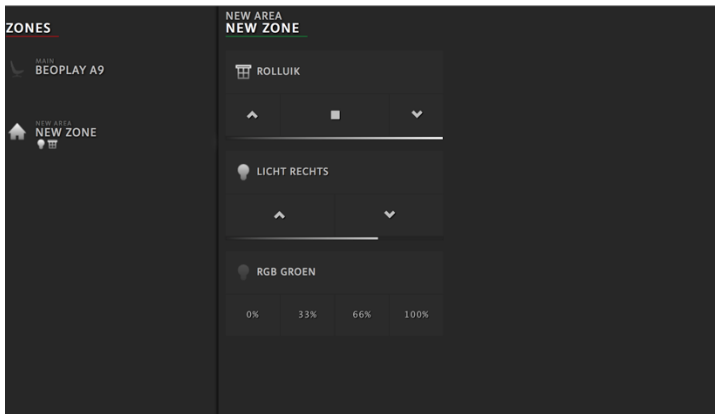 ZONES
MAIN
BEOPLAY A9
NEW AREA
NEW ZONE
NEW AREA
NEW ZONE
ROLLUIK
LICHT RECHTS
RGB GROEN
0% 33% 66% 100%